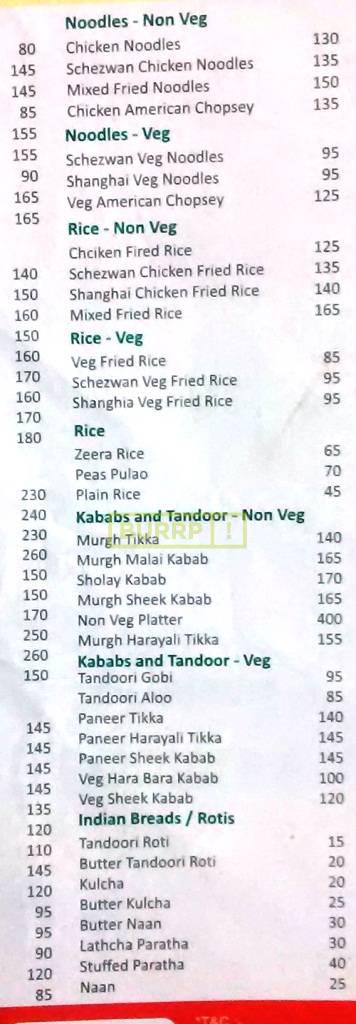 Noodles - Non Veg
80 Chicken Noodles 130
145 Schezwan Chicken Noodles 135
145 Mixed Fried Noodles 150
85 Chicken American Chopsey 135
155 Noodles - Veg
155 Schezwan Veg Noodles 95
90 Shanghai Veg Noodles 95
165 Veg American Chopsey 125
165 Rice - Non Veg
Chciken Fired Rice 125
140 Schezwan Chicken Fried Rice 135
150 Shanghai Chicken Fried Rice 140
160 Mixed Fried Rice 165
150 Rice - Veg
160 Veg Fried Rice 85
170 Schezwan Veg Fried Rice 95
160 Shanghia Veg Fried Rice 95
170
180 Rice
Zeera Rice 65
Peas Pulao 70
230 Plain Rice 45
240 Kababs and Tandoor - Non Veg
BURRP!
230 Murgh Tikka 140
260 Murgh Malai Kabab 165
150 Sholay Kabab 170
150 Murgh Sheek Kabab 165
170 Non Veg Platter 400
250 Murgh Harayali Tikka 155
260 Kababs and Tandoor - Veg
150 Tandoori Gobi 95
Tandoori Aloo 85
145 Paneer Tikka 140
145 Paneer Harayali Tikka 145
145 Paneer Sheek Kabab 145
145 Veg Hara Bara Kabab 100
135 Veg Sheek Kabab 120
120 Indian Breads / Rotis
110 Tandoori Roti 15
145 Butter Tandoori Roti 20
120 Kulcha 20
95 Butter Kulcha 25
95 Butter Naan 30
90 Lathcha Paratha 30
120 Stuffed Paratha 40
85 Naan 25
*T&C